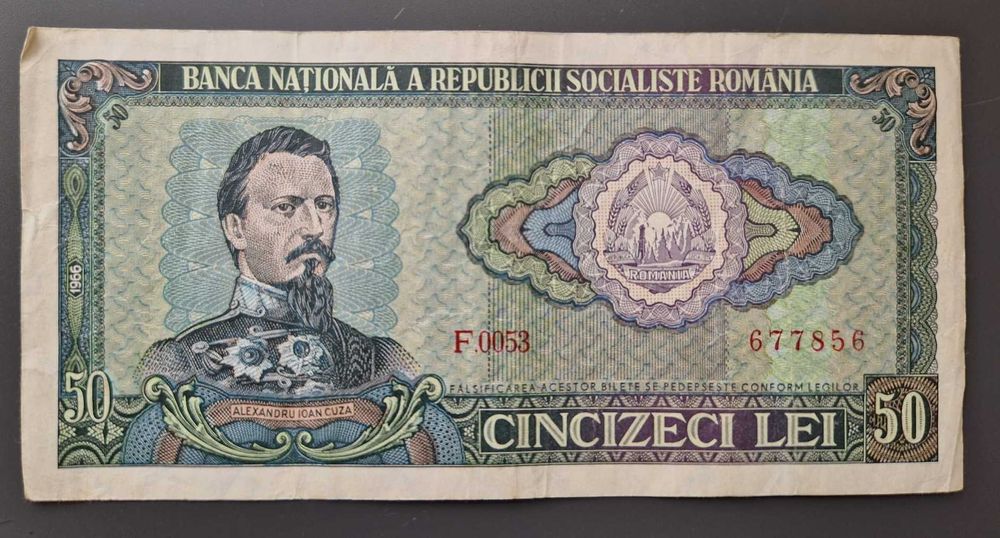 BANCA NAȚIONALĂ A REPUBLICII SOCIALISTE ROMÂNIA
50
50
ROMANIA
1966
F.0053
677856
FALSIFICAREA ACESTOR BILETE SE PEDEPSEȘTE CONFORM LEGILOR
50
ALEXANDRU IOAN CUZA
CINCIZECI LEI
50